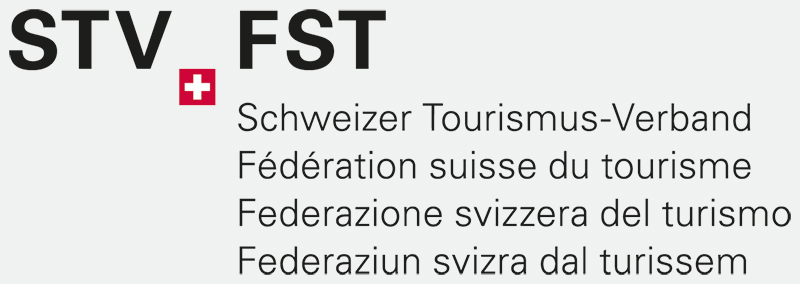 STV FST
Schweizer Tourismus-Verband
Fédération suisse du tourisme
Federazione svizzera del turismo
Federaziun svizra dal turissem